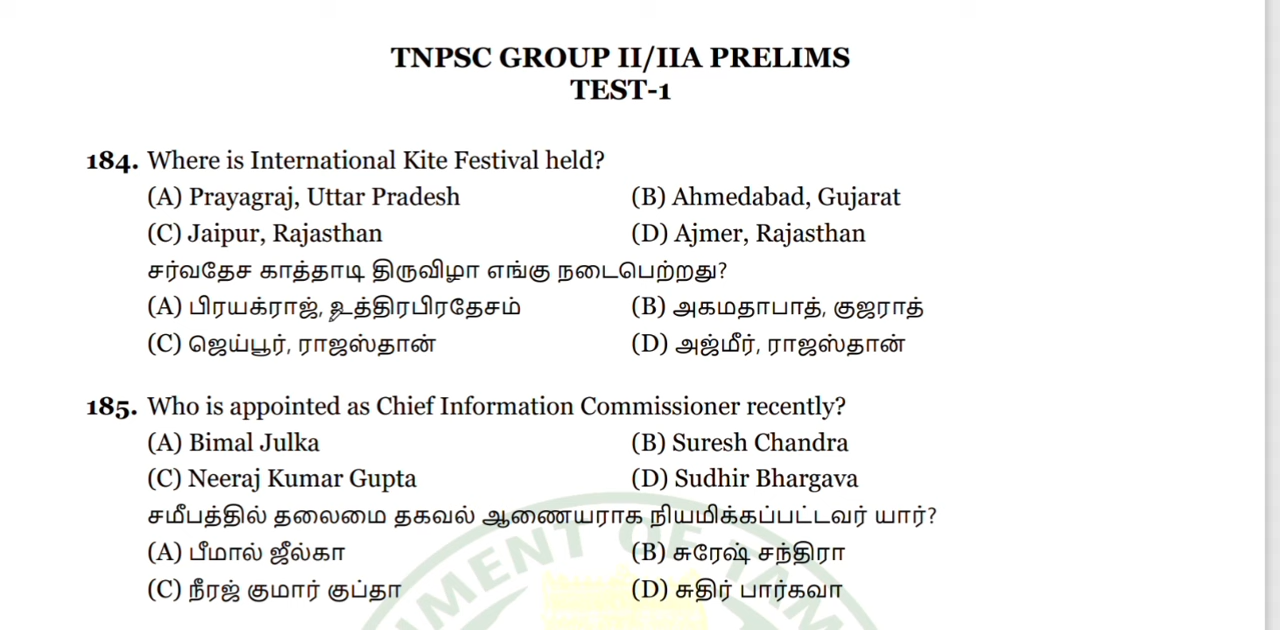 TNPSC GROUP II/IIA PRELIMS
TEST-1
184. Where is International Kite Festival held?
(A) Prayagraj, Uttar Pradesh (B) Ahmedabad, Gujarat
(C) Jaipur, Rajasthan (D) Ajmer, Rajasthan
சர்வதேச காத்தாடி திருவிழா எங்கு நடைபெற்றது?
(A) பிரயக்ராஜ், உத்திரபிரதேசம் (B) அகமதாபாத், குஜராத்
(C) ஜெய்பூர், ராஜஸ்தான் (D) அஜ்மீர், ராஜஸ்தான்
185. Who is appointed as Chief Information Commissioner recently?
(A) Bimal Julka (B) Suresh Chandra
(C) Neeraj Kumar Gupta (D) Sudhir Bhargava
சமீபத்தில் தலைமை தகவல் ஆணையராக நியமிக்கப்பட்டவர் யார்?
(A) பீமால் ஜீல்கா (B) சுரேஷ் சந்திரா
(C) நீரஜ் குமார் குப்தா (D) சுதிர் பார்கவா
MENT OF TAM